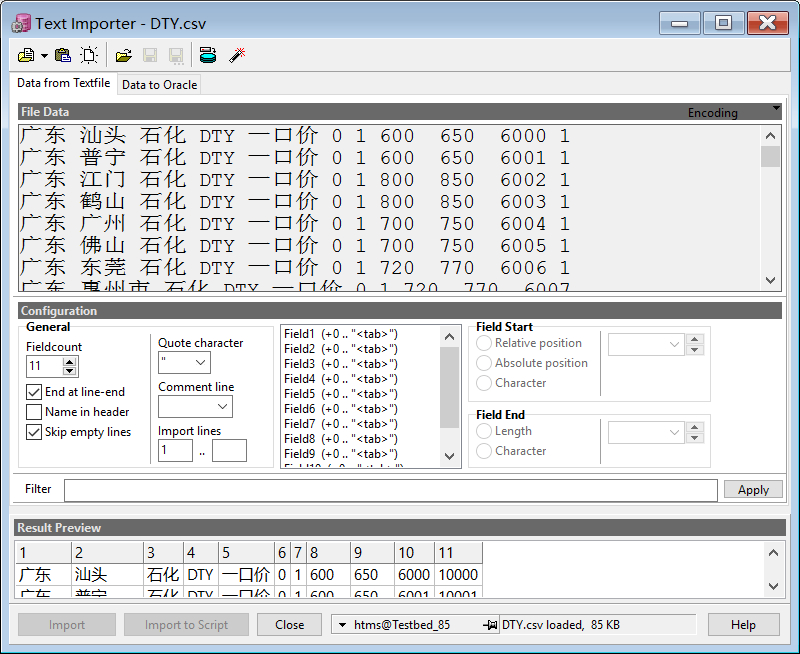 Text Importer - DTY.csv
Data from Textfile Data to Oracle
File Data Encoding
广东 汕头 石化 DTY 一口价 0 1 600 650 6000 1
广东 普宁 石化 DTY 一口价 0 1 600 650 6001 1
广东 江门 石化 DTY 一口价 0 1 800 850 6002 1
广东 鹤山 石化 DTY 一口价 0 1 800 850 6003 1
广东 广州 石化 DTY 一口价 0 1 700 750 6004 1
广东 佛山 石化 DTY 一口价 0 1 700 750 6005 1
广东 东莞 石化 DTY 一口价 0 1 720 770 6006 1
广东 惠州市 石化 DTY 一口价 0 1 720 770 6007
Configuration
General
Fieldcount
11
End at line-end
Name in header
Skip empty lines
Quote character
"
Comment line
Import lines
1 ..
Field1 (+0 .. "<tab>")
Field2 (+0 .. "<tab>")
Field3 (+0 .. "<tab>")
Field4 (+0 .. "<tab>")
Field5 (+0 .. "<tab>")
Field6 (+0 .. "<tab>")
Field7 (+0 .. "<tab>")
Field8 (+0 .. "<tab>")
Field9 (+0 .. "<tab>")
Field10 (+0 .. "<tab>")
Field Start
Relative position
Absolute position
Character
Field End
Length
Character
Filter Apply
Result Preview
1 2 3 4 5 6 7 8 9 10 11
广东 汕头 石化 DTY 一口价 0 1 600 650 6000 10000
广东 普宁 石化 DTY 一口价 0 1 600 650 6001 10001
Import Import to Script Close htms@Testbed_85 DTY.csv loaded, 85 KB Help